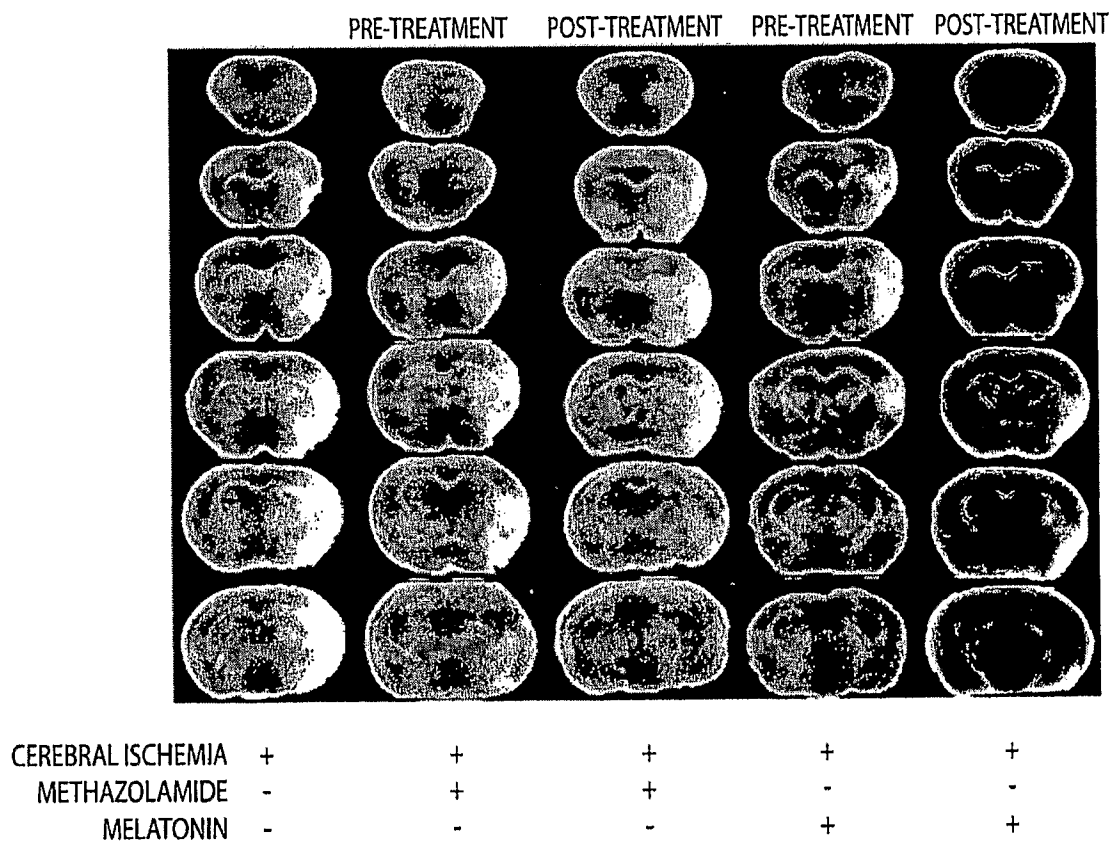 PRE-TREATMENT POST-TREATMENT PRE-TREATMENT POST-TREATMENT
CEREBRAL ISCHEMIA + + + + +
METHAZOLAMIDE - + + - -
MELATONIN - - - + +